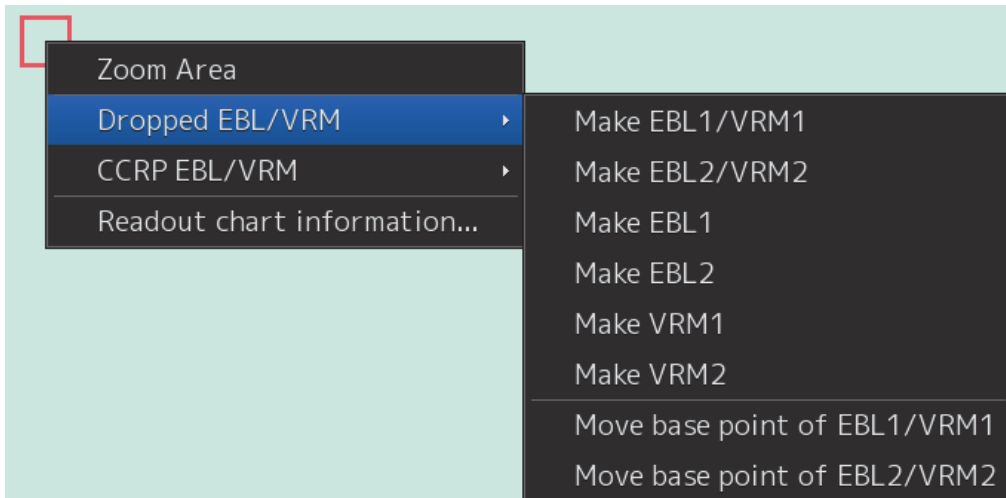 Zoom Area
Dropped EBL/VRM
CCRP EBL/VRM
Readout chart information...
Make EBL1/VRM1
Make EBL2/VRM2
Make EBL1
Make EBL2
Make VRM1
Make VRM2
Move base point of EBL1/VRM1
Move base point of EBL2/VRM2